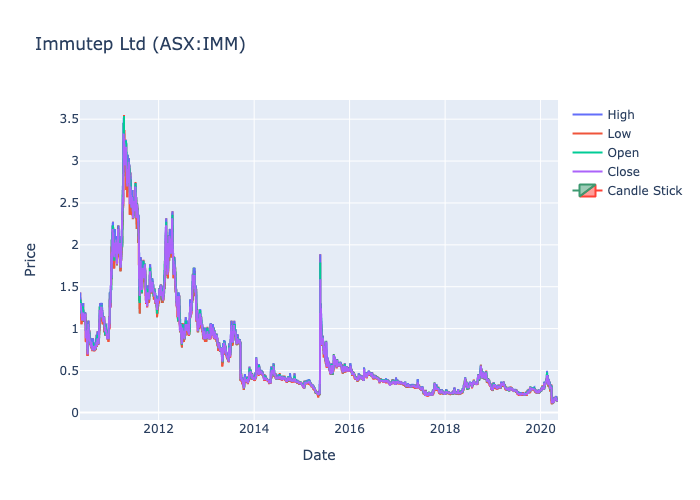 Immutep Ltd (ASX:IMM)
3.5
3
2.5
2
1.5
1
0.5
0
2012
2014
2016
2018
2020
Price
Date
High
Low
Open
Close
Candle Stick